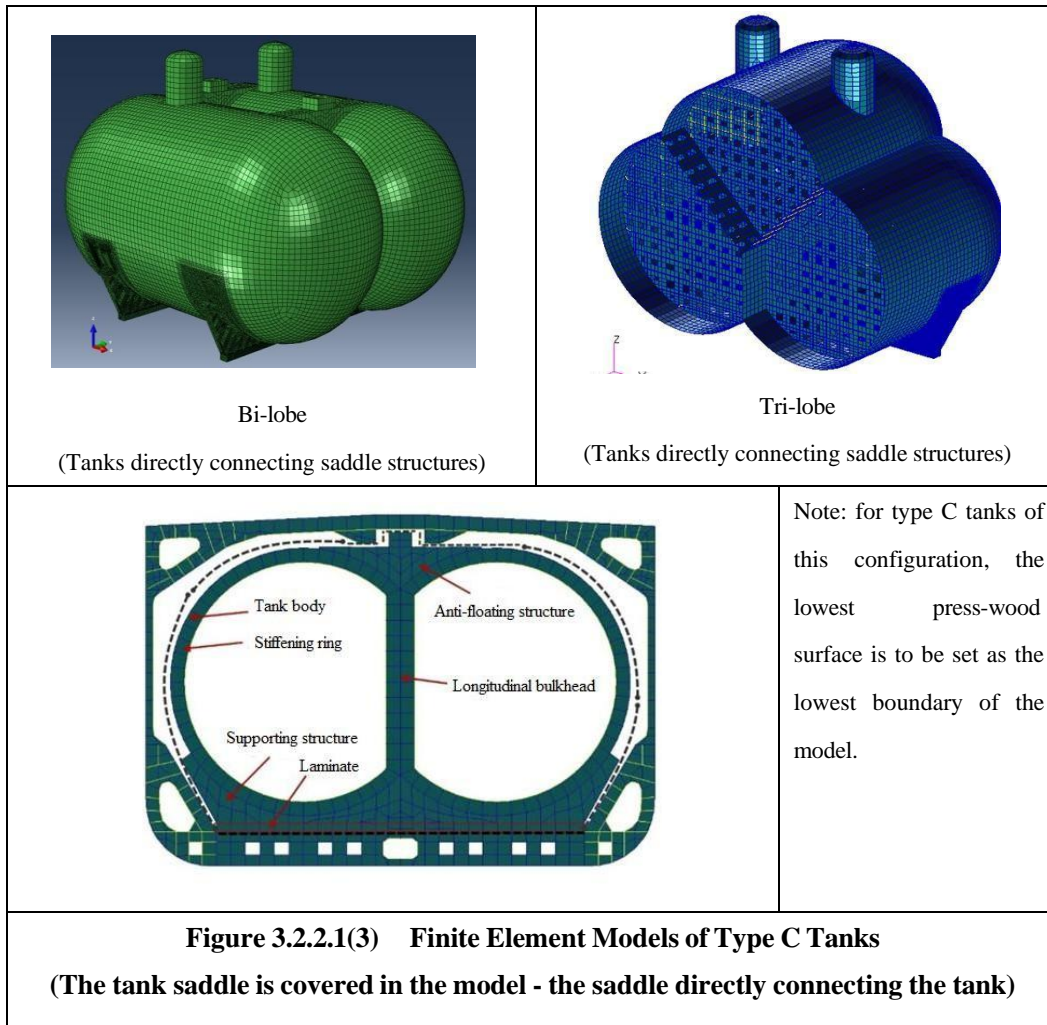 Bi-lobe
(Tanks directly connecting saddle structures)
Z
Tri-lobe
(Tanks directly connecting saddle structures)
Tank body
Stiffening ring
Anti-floating structure
Longitudinal bulkhead
Supporting structure
Laminate
Note: for type C tanks of
this configuration, the
lowest press-wood
surface is to be set as the
lowest boundary of the
model.
Figure 3.2.2.1(3) Finite Element Models of Type C Tanks
(The tank saddle is covered in the model - the saddle directly connecting the tank)